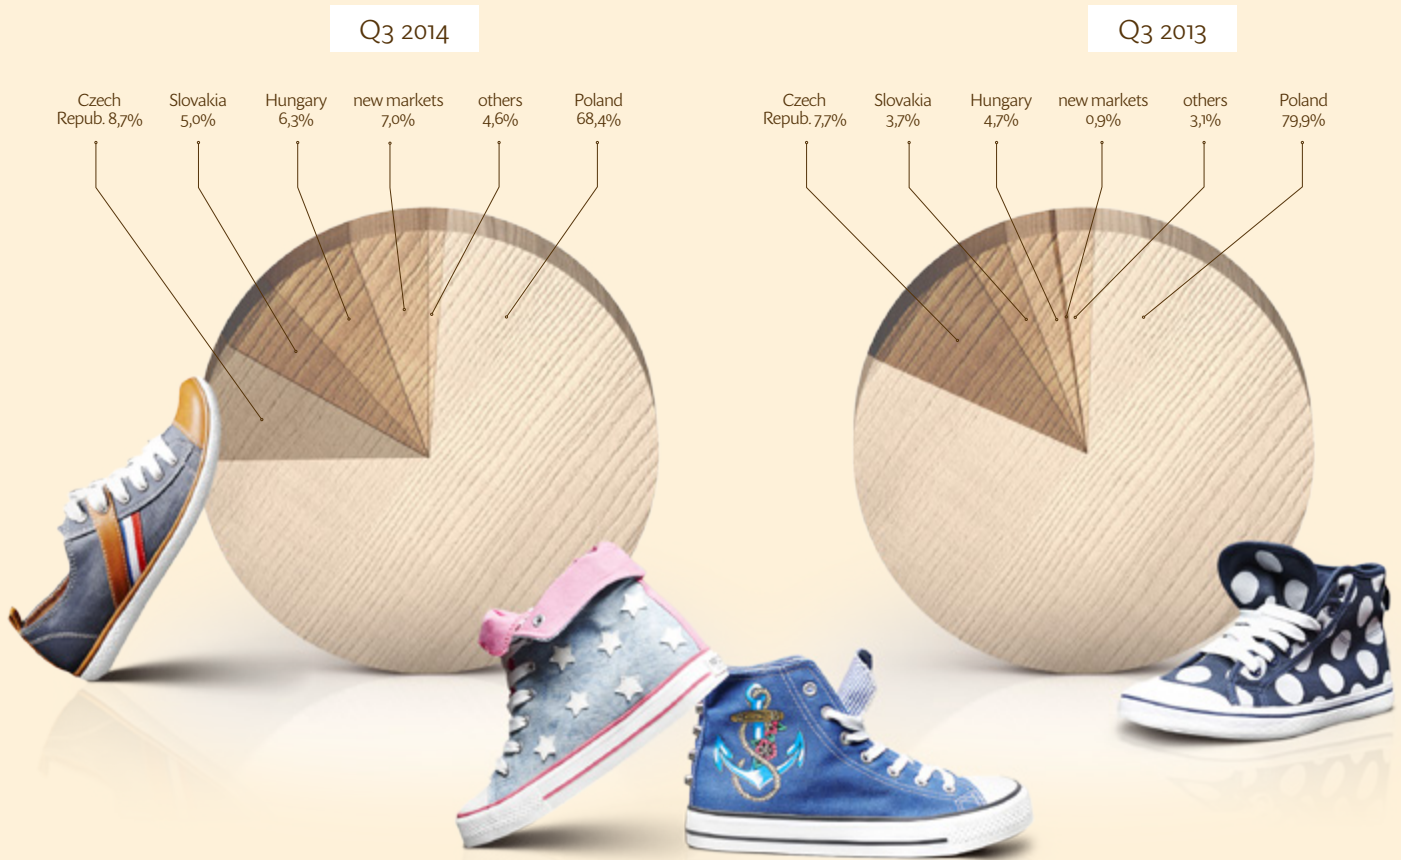 Q3 2014
Czech
Repub. 8,7%
Slovakia
5,0%
Hungary
6,3%
new markets
7,0%
others
4,6%
Poland
68,4%
Q3 2013
Czech
Repub. 7,7%
Slovakia
3,7%
Hungary
4,7%
new markets
0,9%
others
3,1%
Poland
79,9%